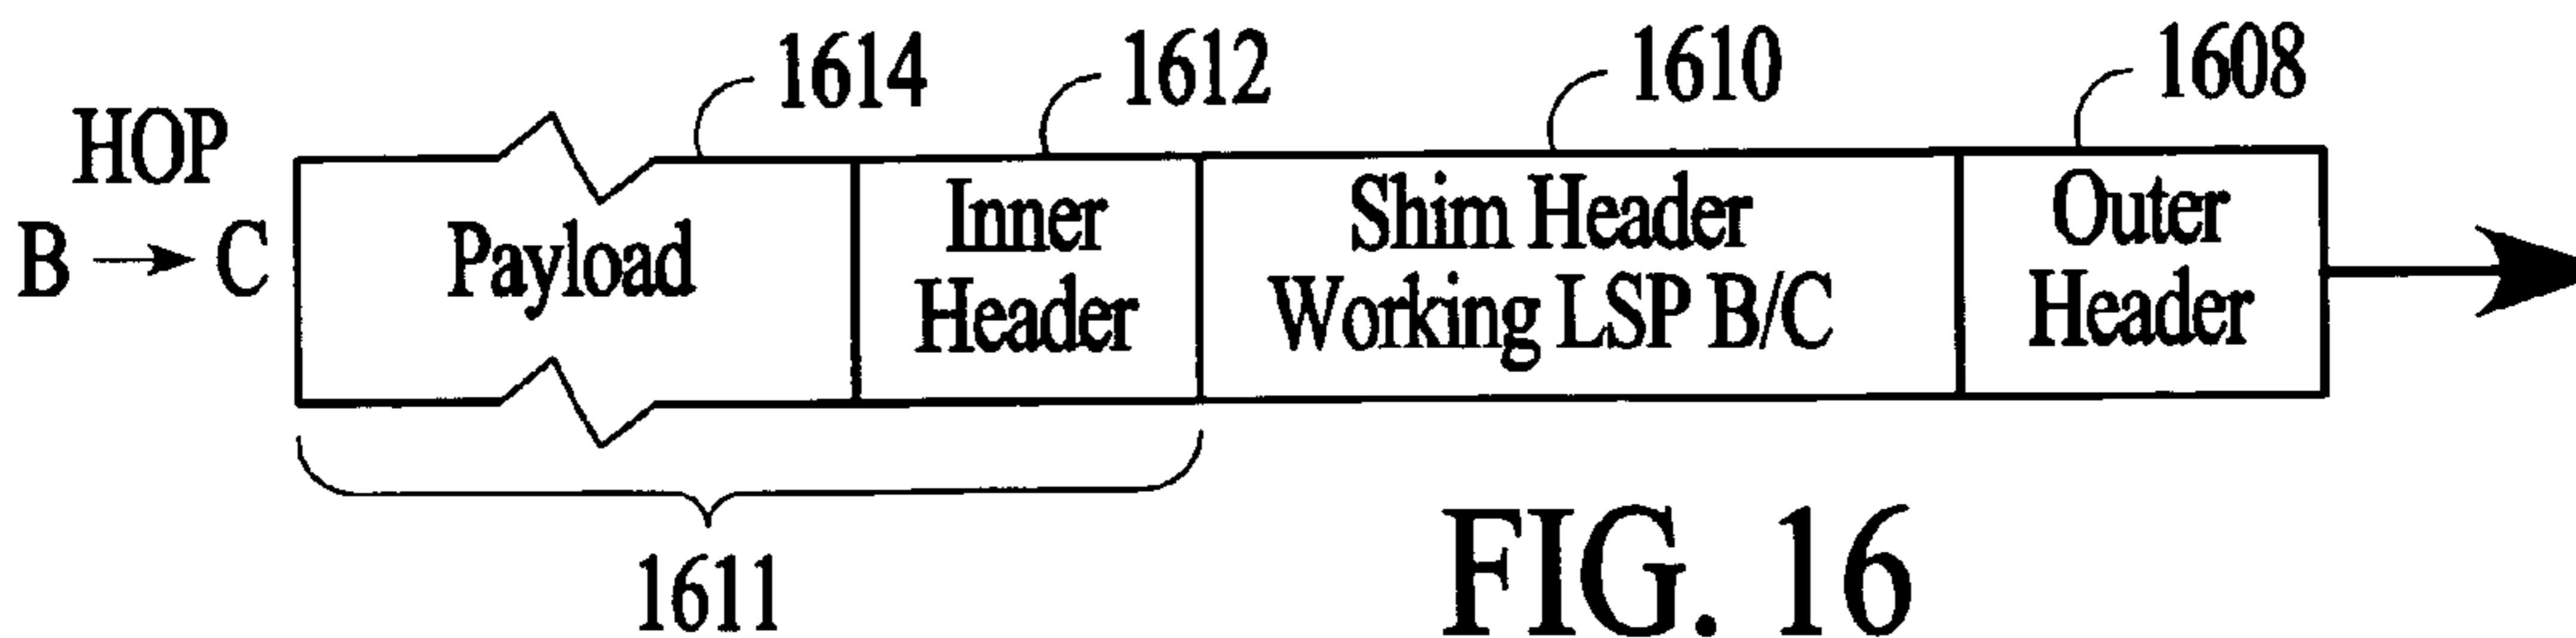 1614
1612
1610
1608
HOP
B → C
Payload
Inner
Header
Shim Header
Working LSP B/C
Outer
Header
1611
FIG. 16